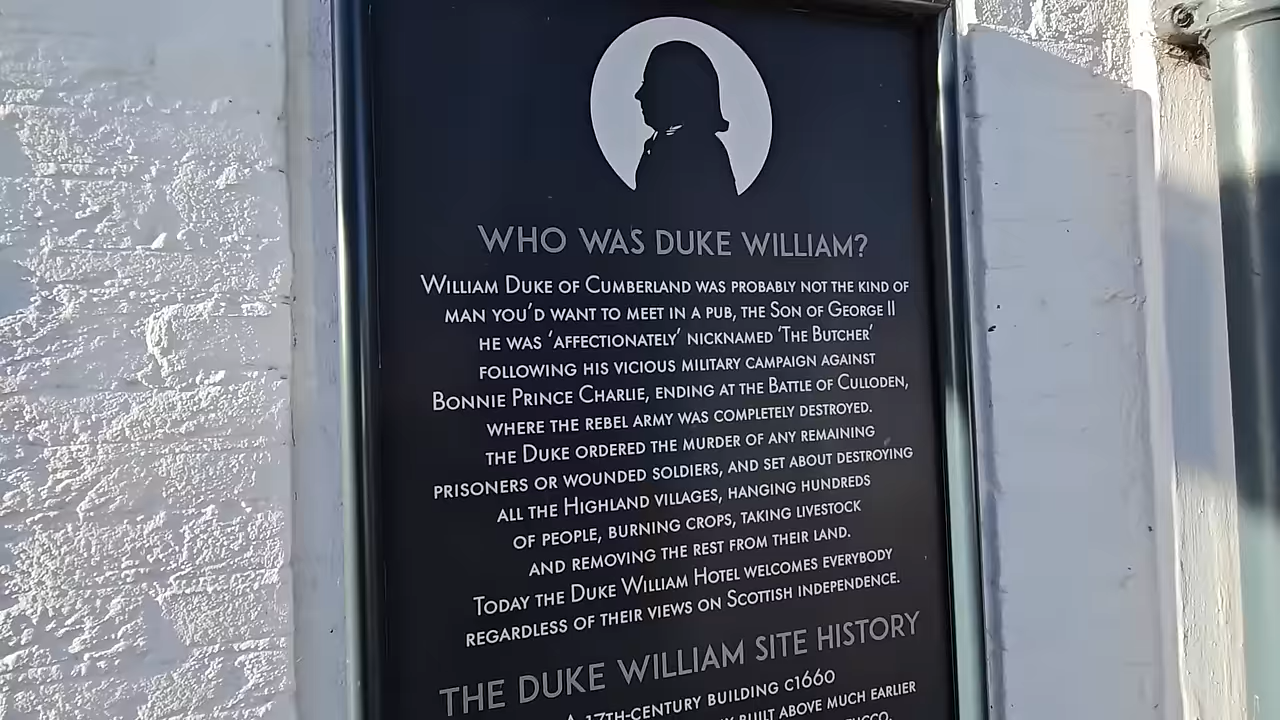 WHO WAS DUKE WILLIAM?
WILLIAM DUKE OF CUMBERLAND WAS PROBABLY NOT THE KIND OF
MAN YOU'D WANT TO MEET IN A PUB, THE SON OF GEORGE II
HE WAS 'AFFECTIONATELY' NICKNAMED 'THE BUTCHER'
FOLLOWING HIS VICIOUS MILITARY CAMPAIGN AGAINST
BONNIE PRINCE CHARLIE, ENDING AT THE BATTLE OF CULLODEN,
WHERE THE REBEL ARMY WAS COMPLETELY DESTROYED.
THE DUKE ORDERED THE MURDER OF ANY REMAINING
PRISONERS OR WOUNDED SOLDIERS, AND SET ABOUT DESTROYING
ALL THE HIGHLAND VILLAGES, HANGING HUNDREDS
OF PEOPLE, BURNING CROPS, TAKING LIVESTOCK
AND REMOVING THE REST FROM THEIR LAND.
TODAY THE DUKE WILLIAM HOTEL WELCOMES EVERYBODY
REGARDLESS OF THEIR VIEWS ON SCOTTISH INDEPENDENCE.
THE DUKE WILLIAM SITE HISTORY
A 17TH-CENTURY BUILDING C1660
BUILT ABOVE MUCH EARLIER